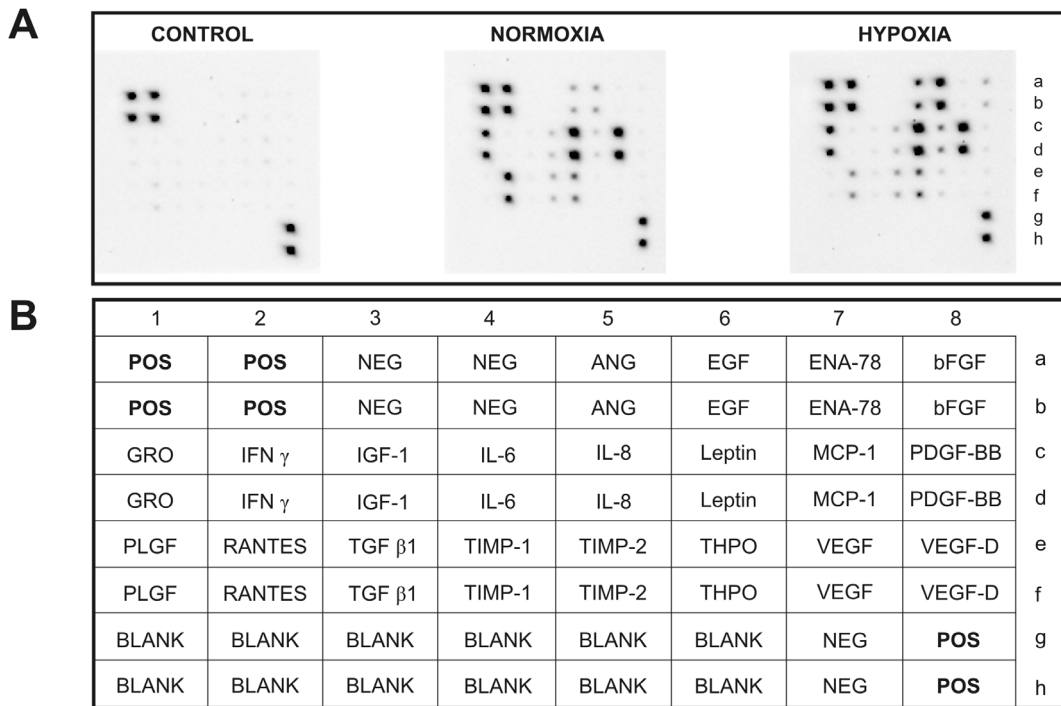 A
CONTROL NORMOXIA HYPOXIA
a
b
c
d
e
f
g
h
B
1 2 3 4 5 6 7 8
POS POS NEG NEG ANG EGF ENA-78 bFGF a
POS POS NEG NEG ANG EGF ENA-78 bFGF b
GRO IFN γ IGF-1 IL-6 IL-8 Leptin MCP-1 PDGF-BB c
GRO IFN γ IGF-1 IL-6 IL-8 Leptin MCP-1 PDGF-BB d
PLGF RANTES TGF β1 TIMP-1 TIMP-2 THPO VEGF VEGF-D e
PLGF RANTES TGF β1 TIMP-1 TIMP-2 THPO VEGF VEGF-D f
BLANK BLANK BLANK BLANK BLANK BLANK NEG POS g
BLANK BLANK BLANK BLANK BLANK BLANK NEG POS h